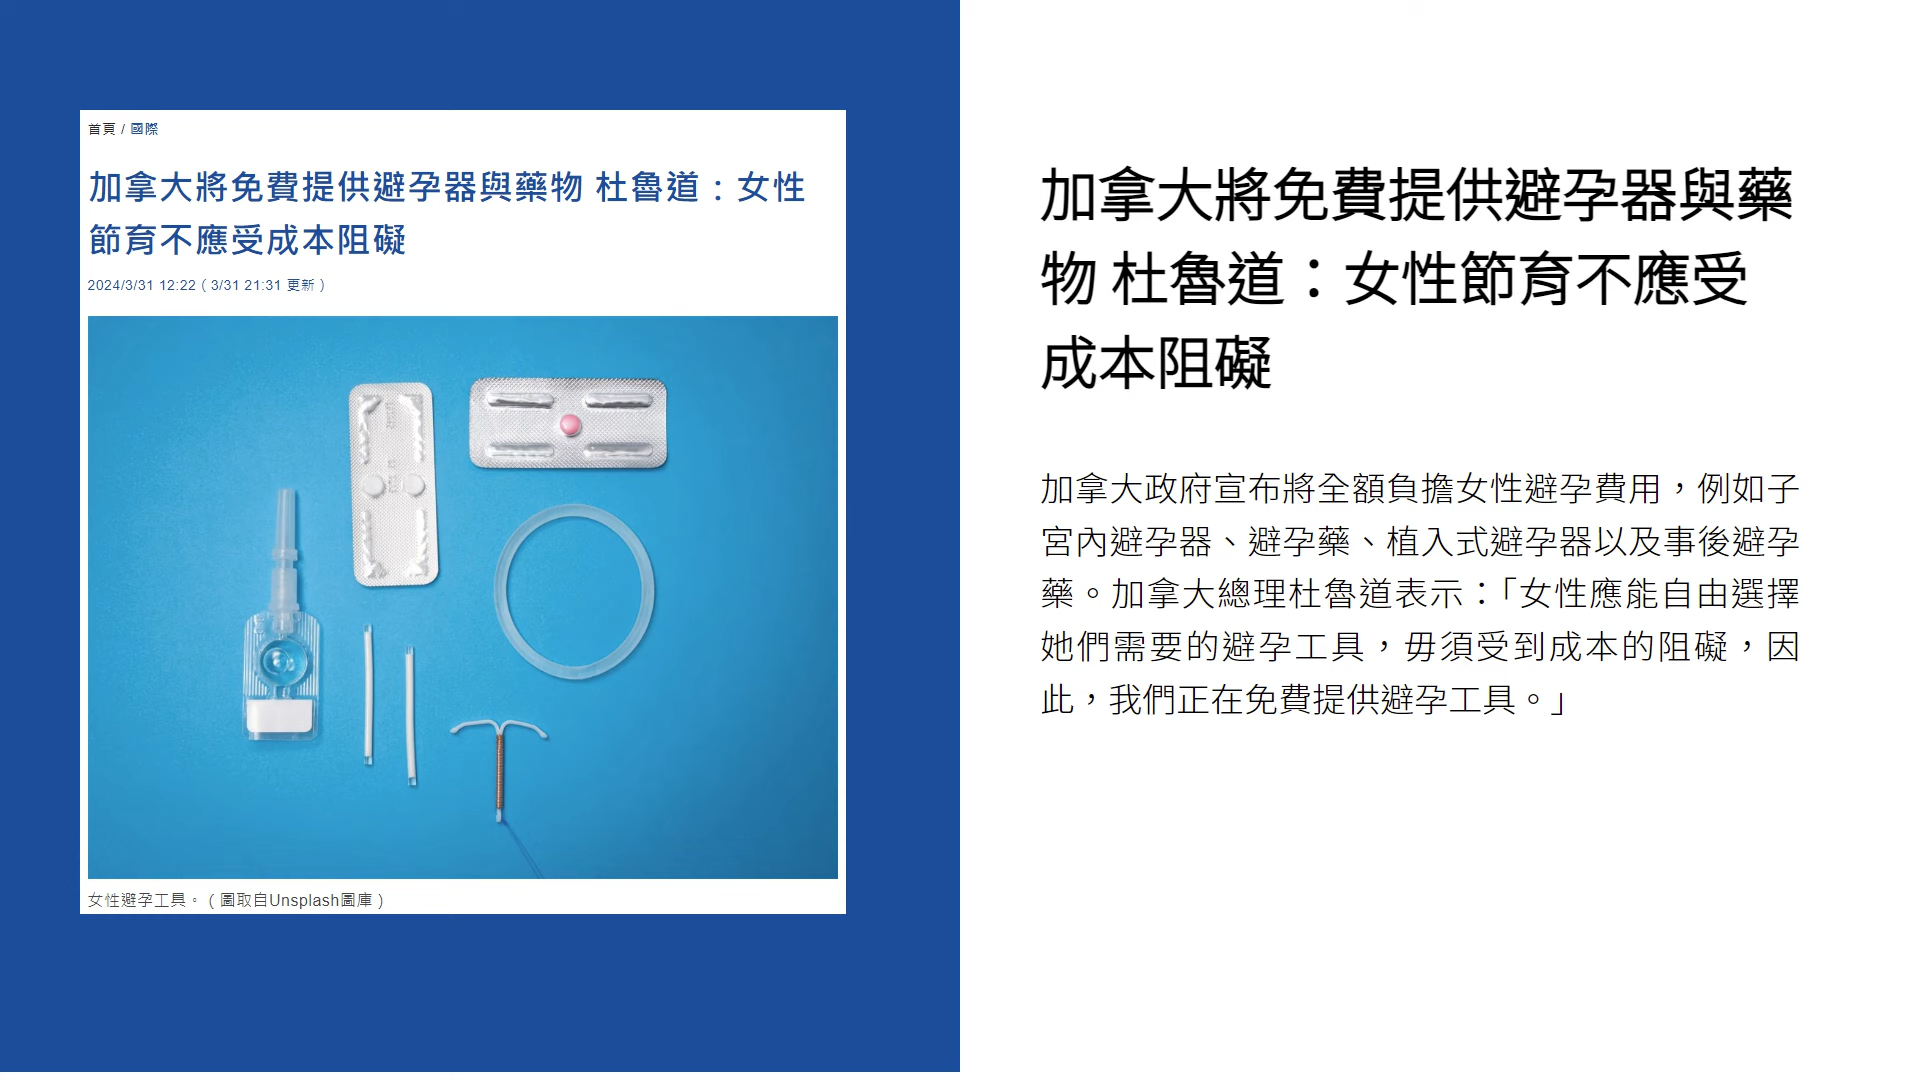 首頁 / 國際
加拿大將免費提供避孕器與藥物 杜魯道：女性
節育不應受成本阻礙
2024/3/31 12:22（3/31 21:31 更新）
女性避孕工具。（圖取自Unsplash圖庫）
加拿大將免費提供避孕器與藥
物 杜魯道：女性節育不應受
成本阻礙
加拿大政府宣布將全額負擔女性避孕費用，例如子
宮內避孕器、避孕藥、植入式避孕器以及事後避孕
藥。加拿大總理杜魯道表示：「女性應能自由選擇
她們需要的避孕工具，毋須受到成本的阻礙，因
此，我們正在免費提供避孕工具。」